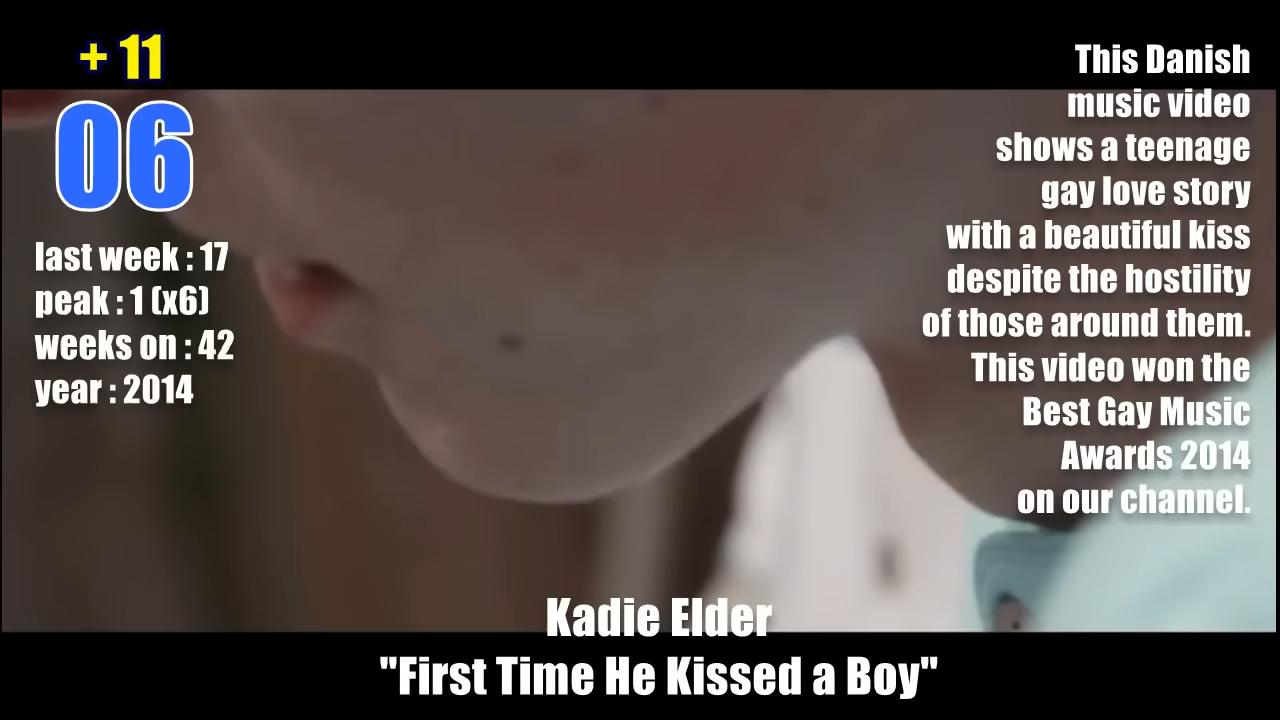 + 11
06
last week : 17
peak : 1 (x6)
weeks on : 42
year : 2014
This Danish
music video
shows a teenage
gay love story
with a beautiful kiss
despite the hostility
of those around them.
This video won the
Best Gay Music
Awards 2014
on our channel.
Kadie Elder
"First Time He Kissed a Boy"